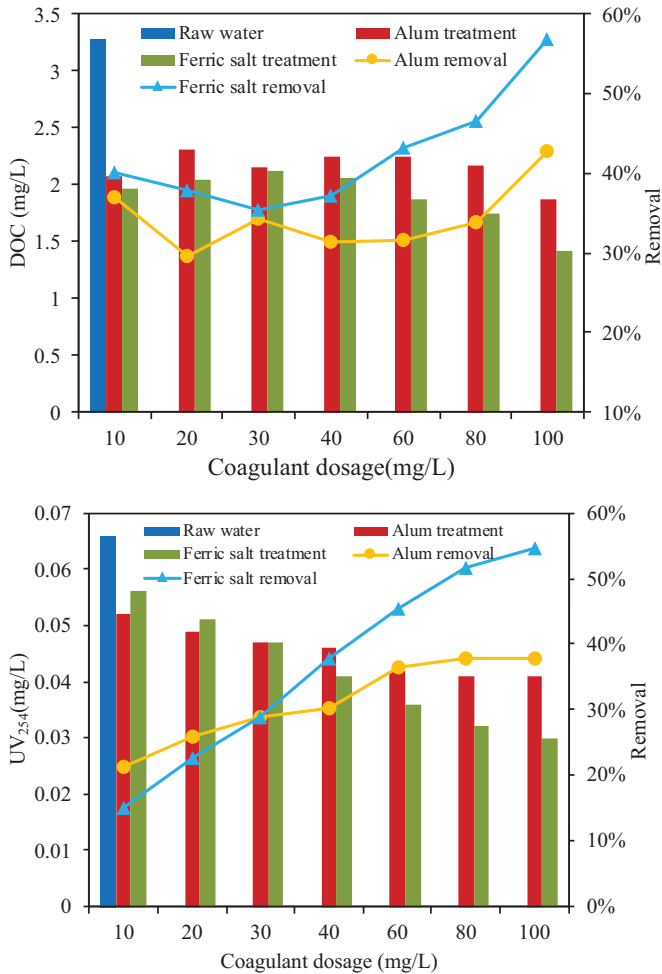 3.5
3
2.5
2
1.5
1
0.5
0
DOC (mg/L)
Raw water
Alum treatment
Ferric salt treatment
Alum removal
Ferric salt removal
60%
50%
40%
30%
20%
10%
Removal
10 20 30 40 60 80 100
Coagulant dosage(mg/L)
0.07
0.06
0.05
0.04
0.03
0.02
0.01
0
UV254(mg/L)
Raw water
Alum treatment
Ferric salt treatment
Alum removal
Ferric salt removal
60%
50%
40%
30%
20%
10%
0%
Removal
10 20 30 40 60 80 100
Coagulant dosage (mg/L)